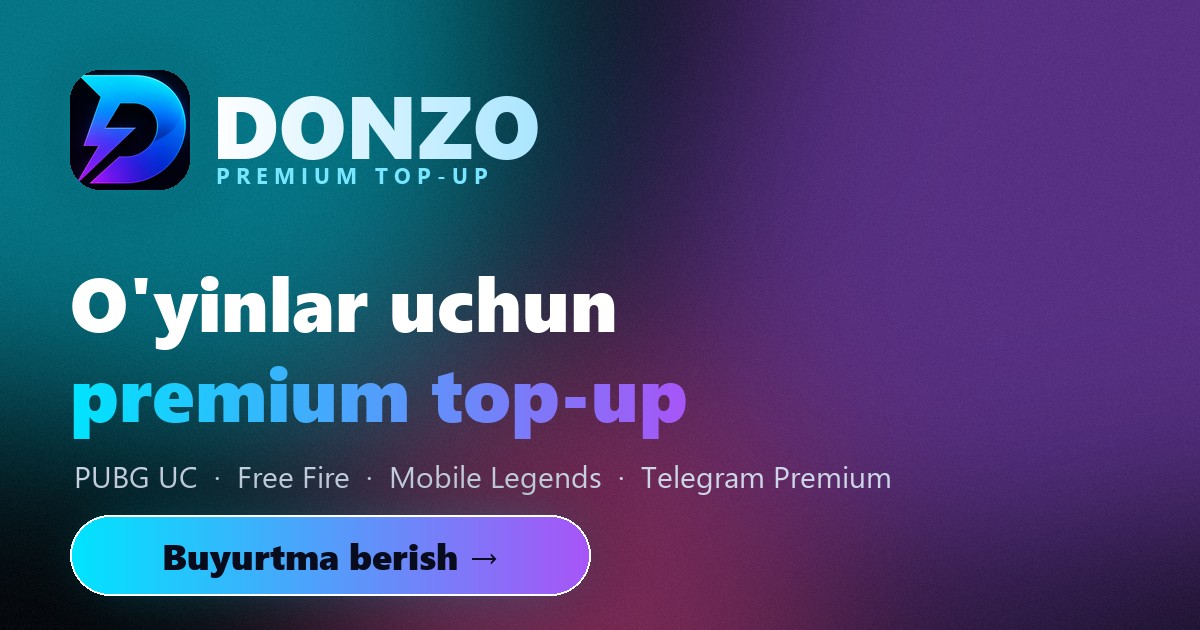 DONZO
PREMIUM TOP-UP
O'yinlar uchun
premium top-up
PUBG UC · Free Fire · Mobile Legends · Telegram Premium
Buyurtma berish →